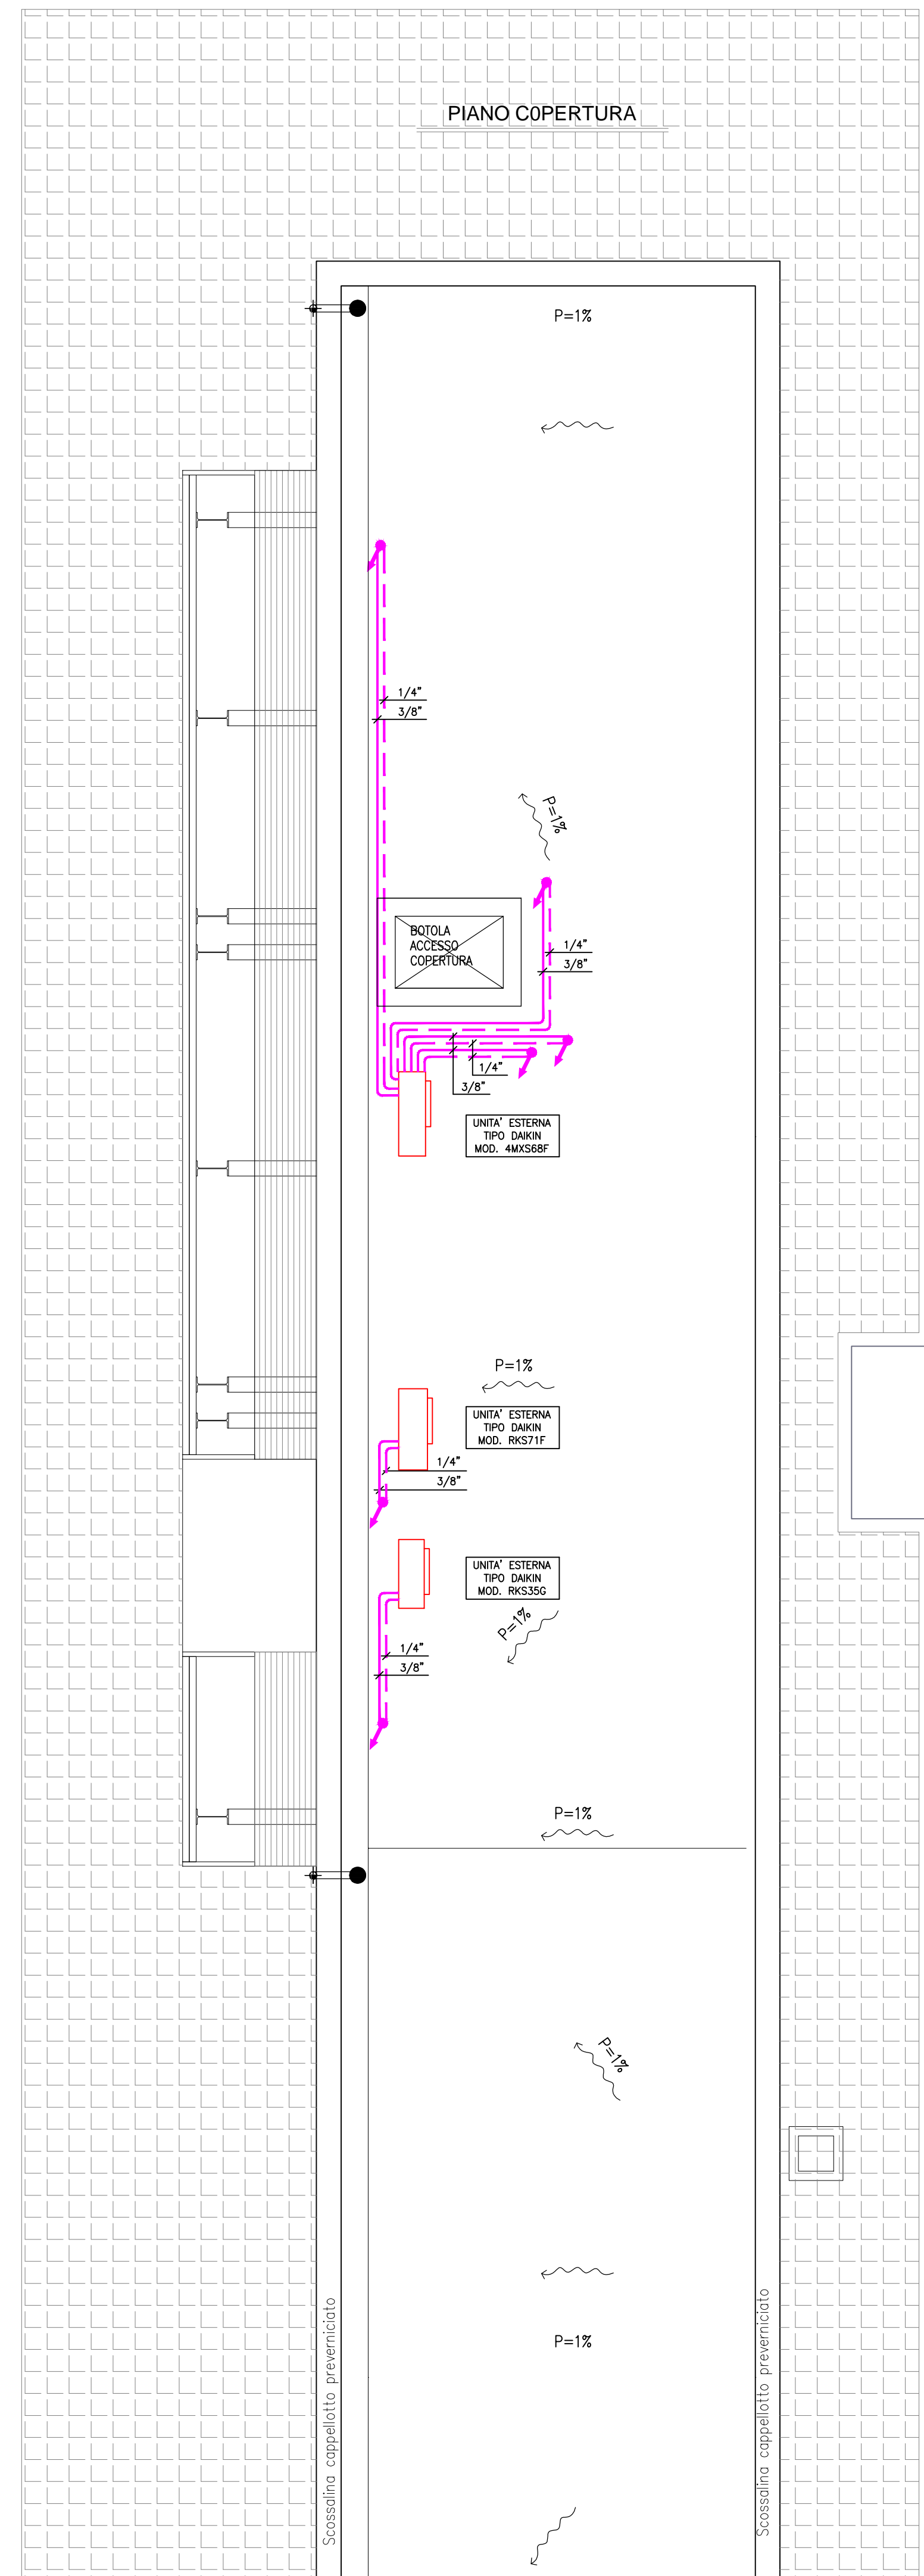 PIANO C0PERTURA
P=1%
1/4"
3/8"
P=1%
BOTOLA
ACCESSO
COPERTURA
1/4"
3/8"
1/4"
3/8"
UNITA' ESTERNA
TIPO DAIKIN
MOD. 4MXS68F
P=1%
UNITA' ESTERNA
TIPO DAIKIN
MOD. RKS71F
1/4"
3/8"
UNITA' ESTERNA
TIPO DAIKIN
MOD. RKS35G
P=1%
1/4"
3/8"
P=1%
P=1%
P=1%
Scossalina cappellotto preverniciato
Scossalina cappellotto preverniciato